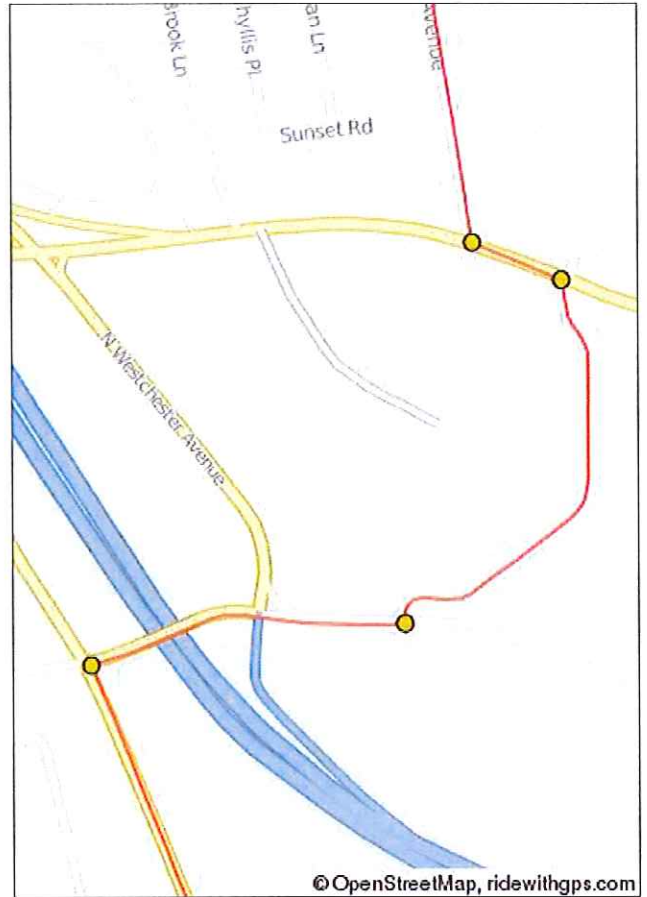 Brook Ln
hyllis Pl
an Ln
Avenue
Sunset Rd
N Westchester Avenue
© OpenStreetMap, ridewithgps.com